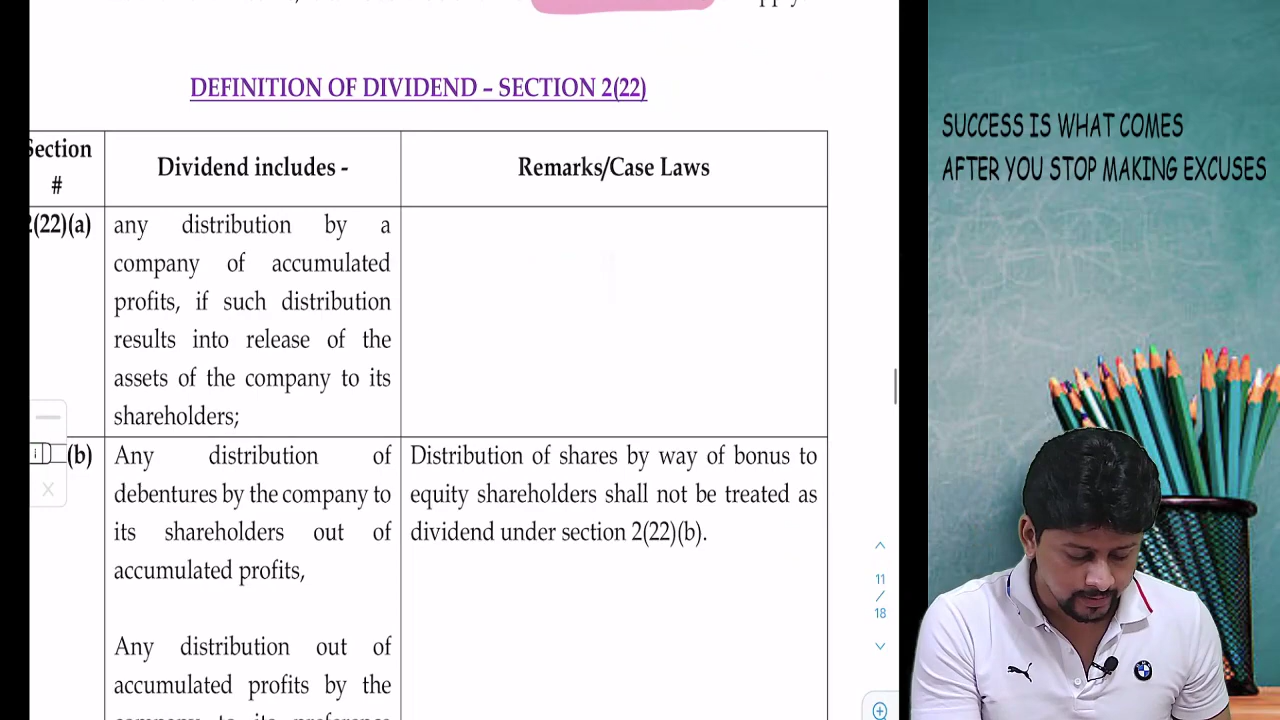 DEFINITION OF DIVIDEND – SECTION 2(22)
Section
#
Dividend includes -
Remarks/Case Laws
2(22)(a)
any distribution by a
company of accumulated
profits, if such distribution
results into release of the
assets of the company to its
shareholders;
(b)
Any distribution of
debentures by the company to
its shareholders out of
accumulated profits,
Any distribution out of
accumulated profits by the
Distribution of shares by way of bonus to
equity shareholders shall not be treated as
dividend under section 2(22)(b).
11
/
18
SUCCESS IS WHAT COMES
AFTER YOU STOP MAKING EXCUSES